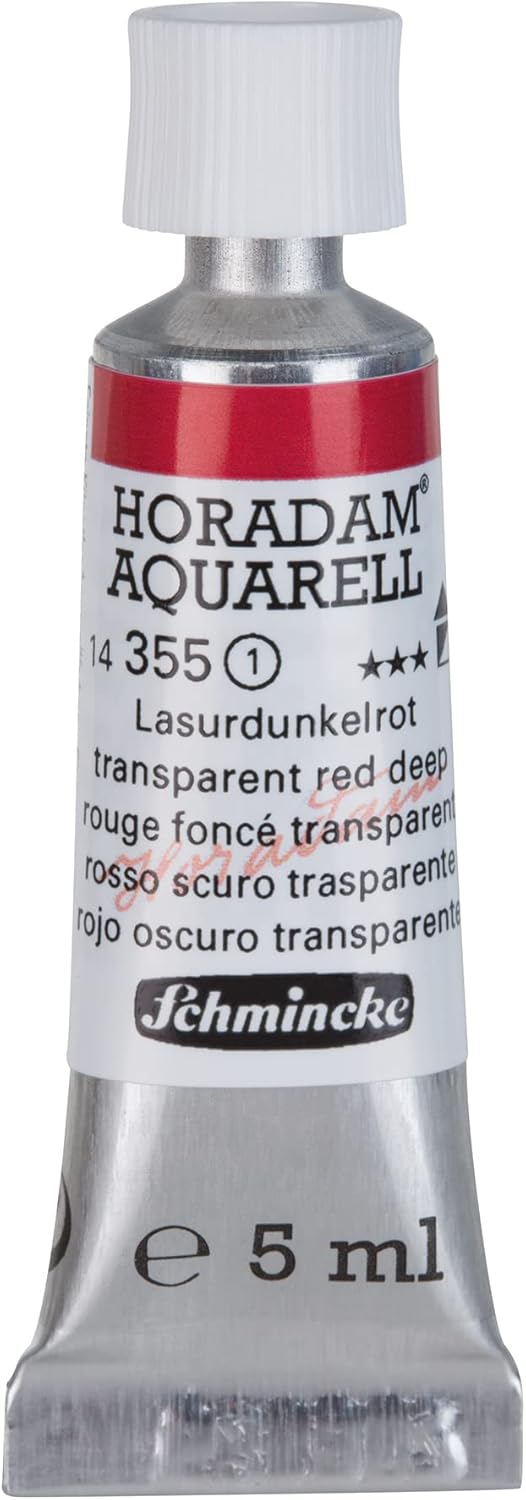 HORADAM®
AQUARELL
14 355 1 ★★★
Lasurdunkelrot
transparent red deep
rouge foncé transparent
rosso scuro trasparente
rojo oscuro transparente
Horadam
Schmincke
e 5 ml